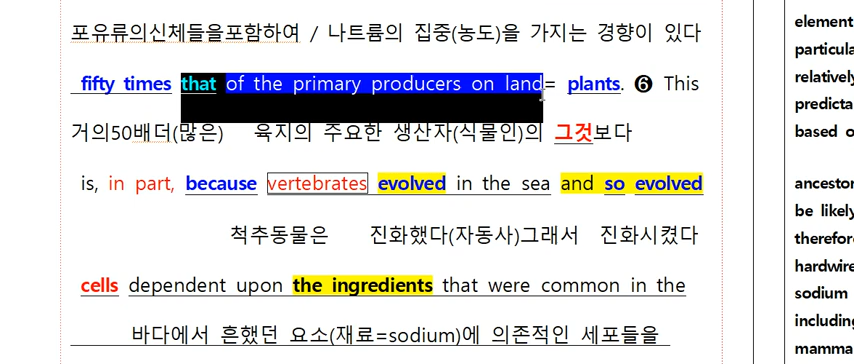 포유류의신체들을포함하여 / 나트륨의 집중(농도)을 가지는 경향이 있다
fifty times that of the primary producers on land= plants. ❻ This
거의50배더(많은) 육지의 주요한 생산자(식물인)의 그것보다
is, in part, because vertebrates evolved in the sea and so evolved
척추동물은 진화했다(자동사)그래서 진화시켰다
cells dependent upon the ingredients that were common in the
바다에서 흔했던 요소(재료=sodium)에 의존적인 세포들을
element
particula
relatively
predicta
based o
ancestor
be likely
therefor
hardwire
sodium
including
mamma